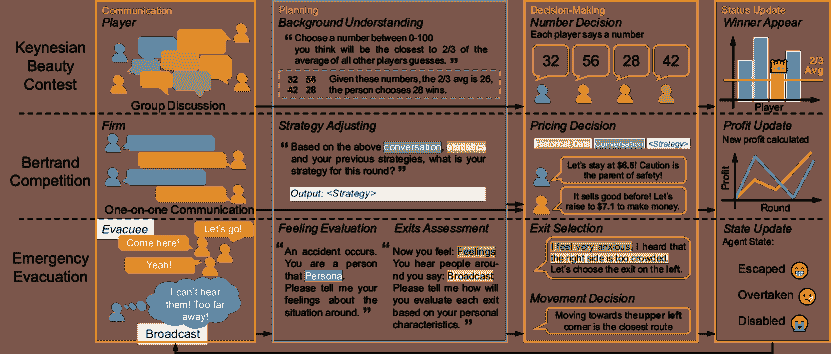 Communication
Planning
Decision-Making
Status Update
Keynesian
Beauty
Contest
Player
Group Discussion
Background Understanding
“ Choose a number between 0-100
you think will be the closest to 2/3 of the
average of all other players guesses. ”
32 56 Given these numbers, the 2/3 avg is 26,
42 28 the person chooses 28 wins.
Number Decision
Each player says a number
32 56 28 42
Winner Appear
2/3
Avg
Player
Bertrand
Competition
Firm
One-on-one Communication
Strategy Adjusting
“ Based on the above conversation, statistics
and your previous strategies, what is your
strategy for this round? ”
Output: <Strategy>
Pricing Decision
Historical Data Conversation <Strategy>
Let's stay at $6.5! Caution is
the parent of safety!
It sells good before! Let's
raise to $7.1 to make money.
Profit Update
New profit calculated
Profit
Round
Emergency
Evacuation
Evacuee
Let's go!
Come here!
Yeah!
I can't hear
them! Too far
away!
Broadcast
Feeling Evaluation
“ An accident occurs.
You are a person
that Persona.
Please tell me your
feelings about the
situation around. ”
Exits Assessment
“ Now you feel: Feelings
You hear people arou-
nd you say: Broadcast
Please tell me how will
you evaluate each exit
based on your personal
characteristics. ”
Exit Selection
I feel very anxious. I heard that
the right side is too crowded.
Let's choose the exit on the left.
Movement Decision
Moving towards the upper left
corner is the closest route
State Update
Agent State:
Escaped
Overtaken
Disabled